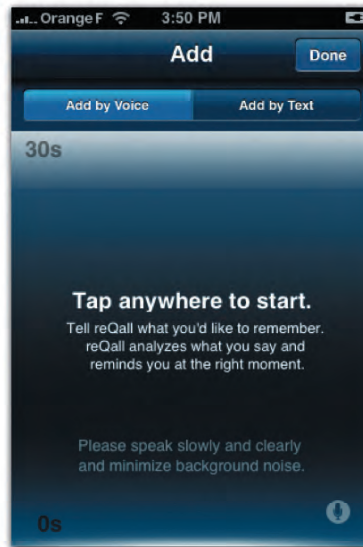 Orange F 3:50 PM
Add
Done
Add by Voice
Add by Text
30s
Tap anywhere to start.
Tell reQall what you'd like to remember.
reQall analyzes what you say and
reminds you at the right moment.
Please speak slowly and clearly
and minimize background noise.
0s